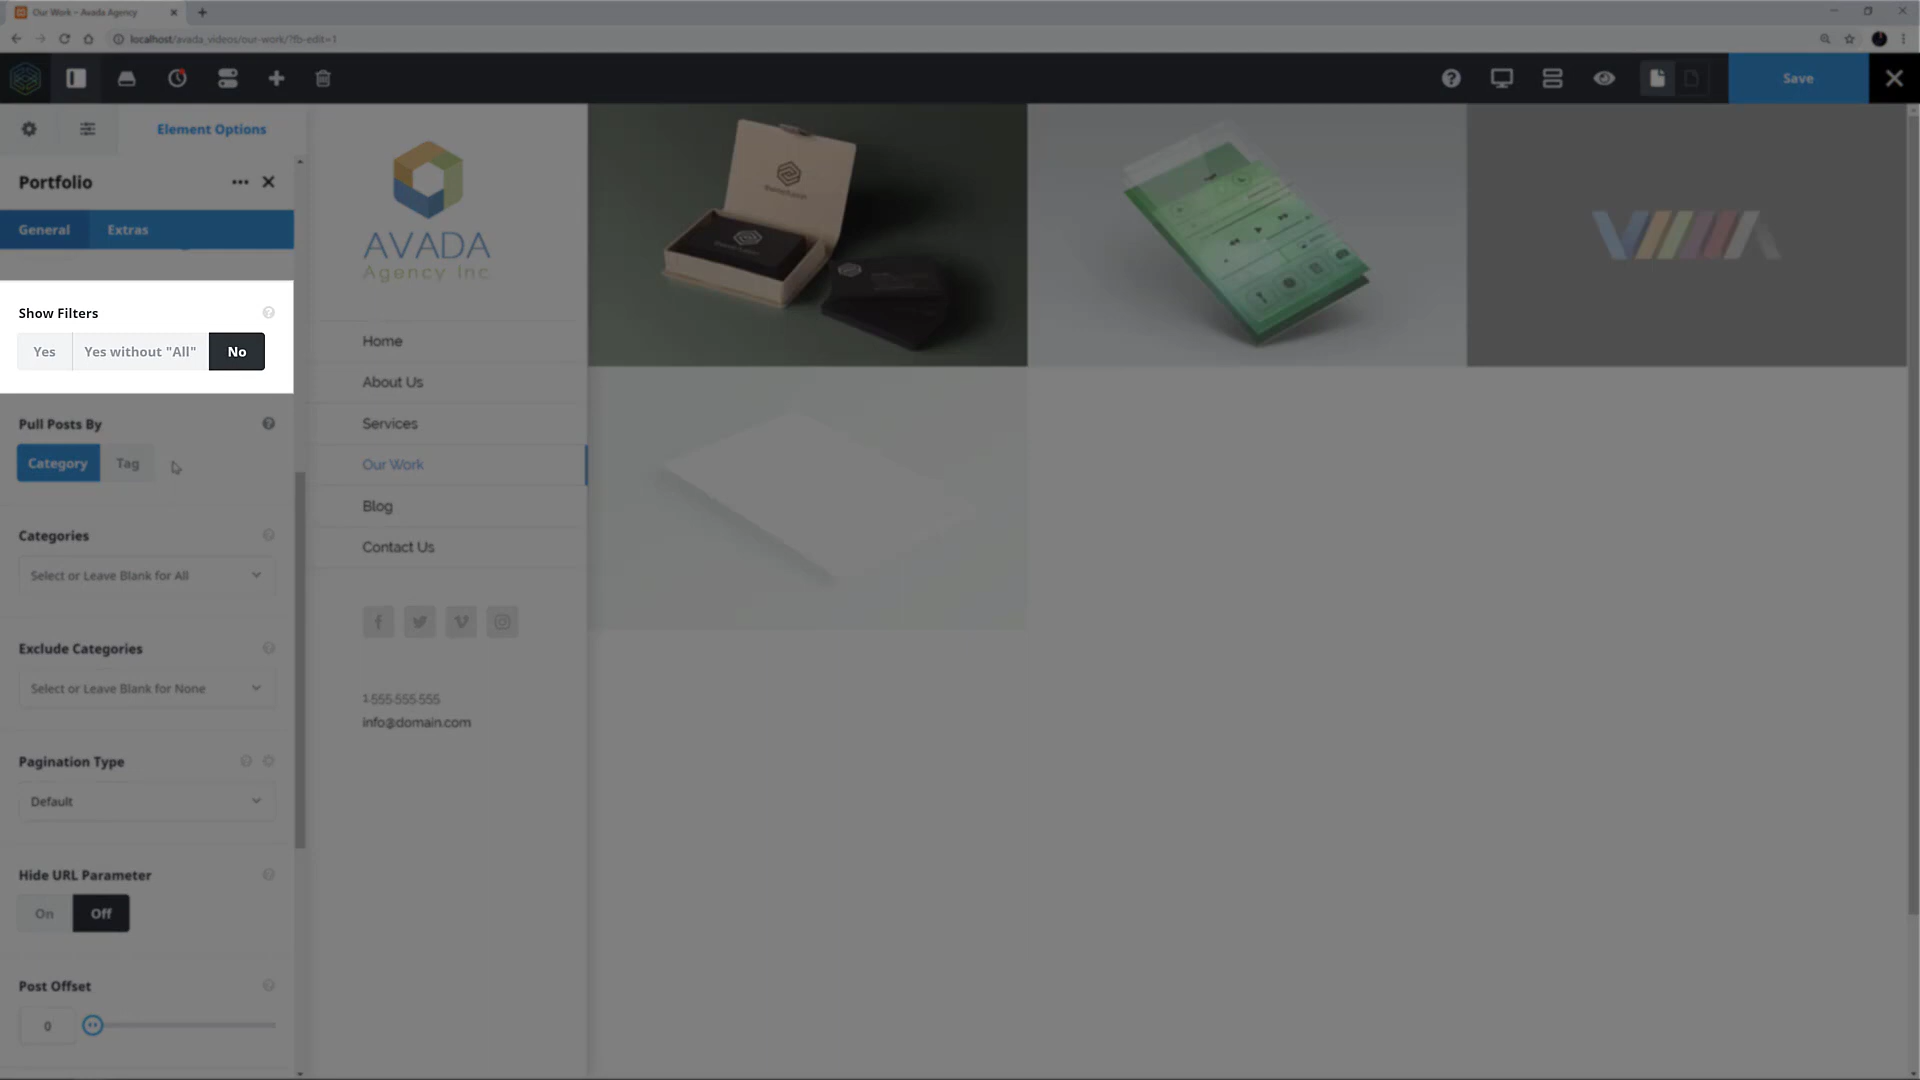 Our Work – Avada Agency
localhost/avada_videos/our-work/?fb-edit=1
Save
Element Options
Portfolio
General
Extras
Show Filters
Yes
Yes without "All"
No
Pull Posts By
Category
Tag
Categories
Select or Leave Blank for All
Exclude Categories
Select or Leave Blank for None
Pagination Type
Default
Hide URL Parameter
On
Off
Post Offset
0
AVADA
Agency Inc
Home
About Us
Services
Our Work
Blog
Contact Us
1.555.555.555
info@domain.com